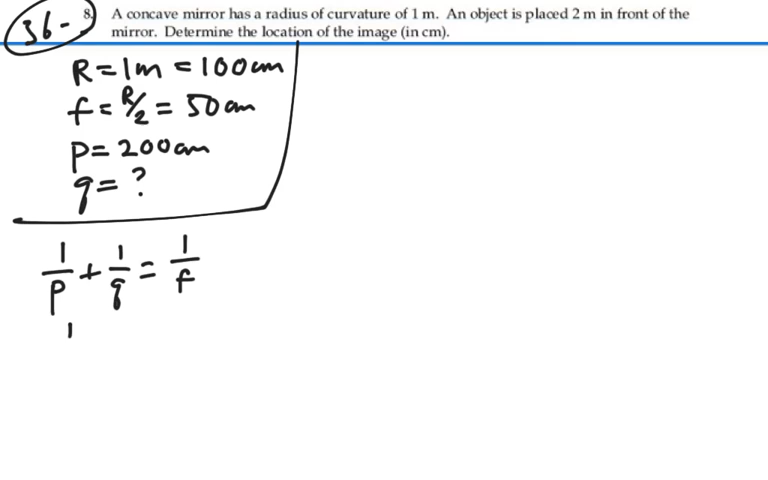 36- 8. A concave mirror has a radius of curvature of 1 m. An object is placed 2 m in front of the
mirror. Determine the location of the image (in cm).
R = 1m = 100cm
f = R/2 = 50cm
p = 200cm
q = ?
1/p + 1/q = 1/f
1